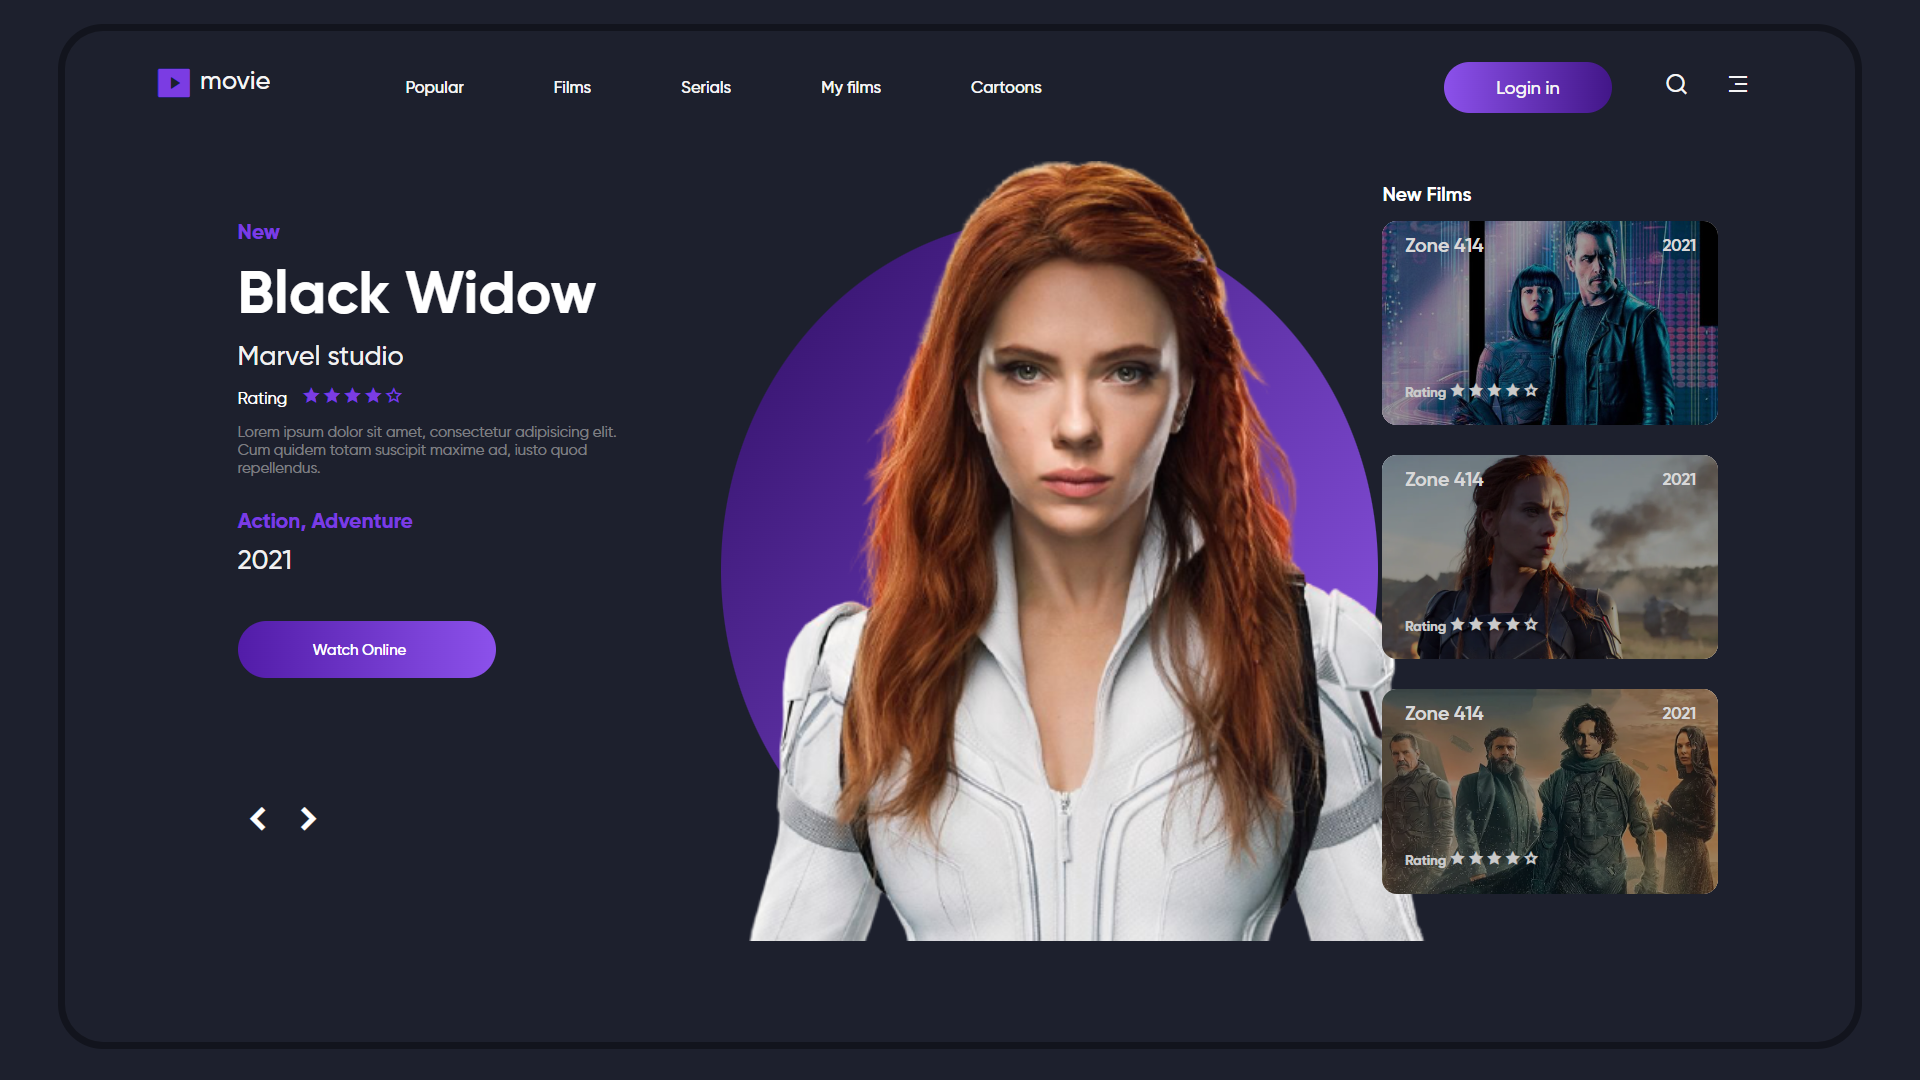 movie
Popular
Films
Serials
My films
Cartoons
Login in
New
Black Widow
Marvel studio
Rating
Lorem ipsum dolor sit amet, consectetur adipisicing elit.
Cum quidem totam suscipit maxime ad, iusto quod
repellendus.
Action, Adventure
2021
Watch Online
New Films
Zone 414
2021
Rating
Zone 414
2021
Rating
Zone 414
2021
Rating